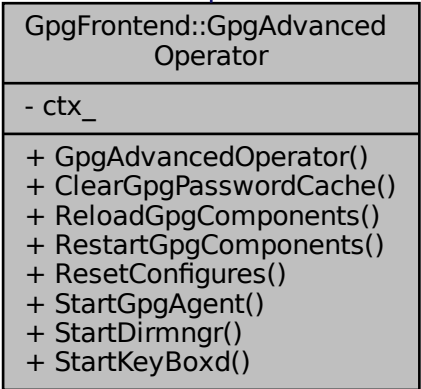 GpgFrontend::GpgAdvanced
Operator
- ctx_
+ GpgAdvancedOperator()
+ ClearGpgPasswordCache()
+ ReloadGpgComponents()
+ RestartGpgComponents()
+ ResetConfigures()
+ StartGpgAgent()
+ StartDirmngr()
+ StartKeyBoxd()